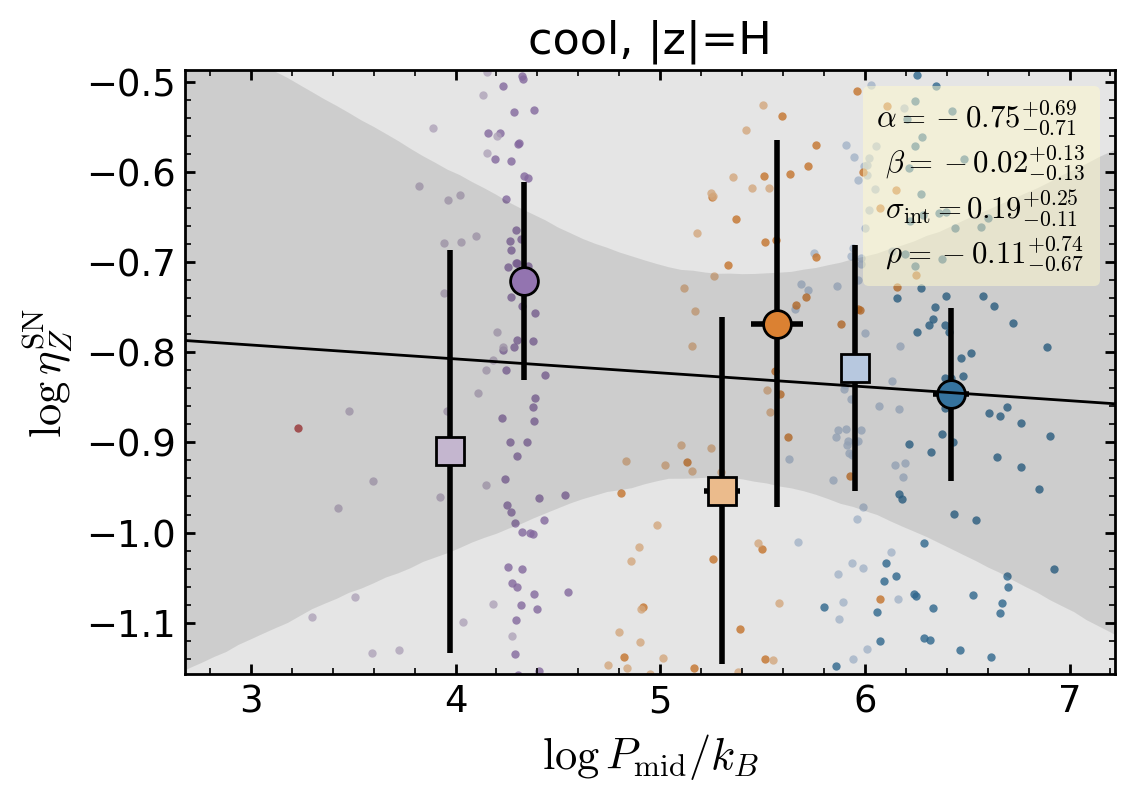 cool, |z|=H
α = −0.75^{+0.69}_{−0.71}
β = −0.02^{+0.13}_{−0.13}
σ_int = 0.19^{+0.25}_{−0.11}
ρ = −0.11^{+0.74}_{−0.67}
log η_Z^SN
−0.5
−0.6
−0.7
−0.8
−0.9
−1.0
−1.1
3 4 5 6 7
log P_mid/k_B